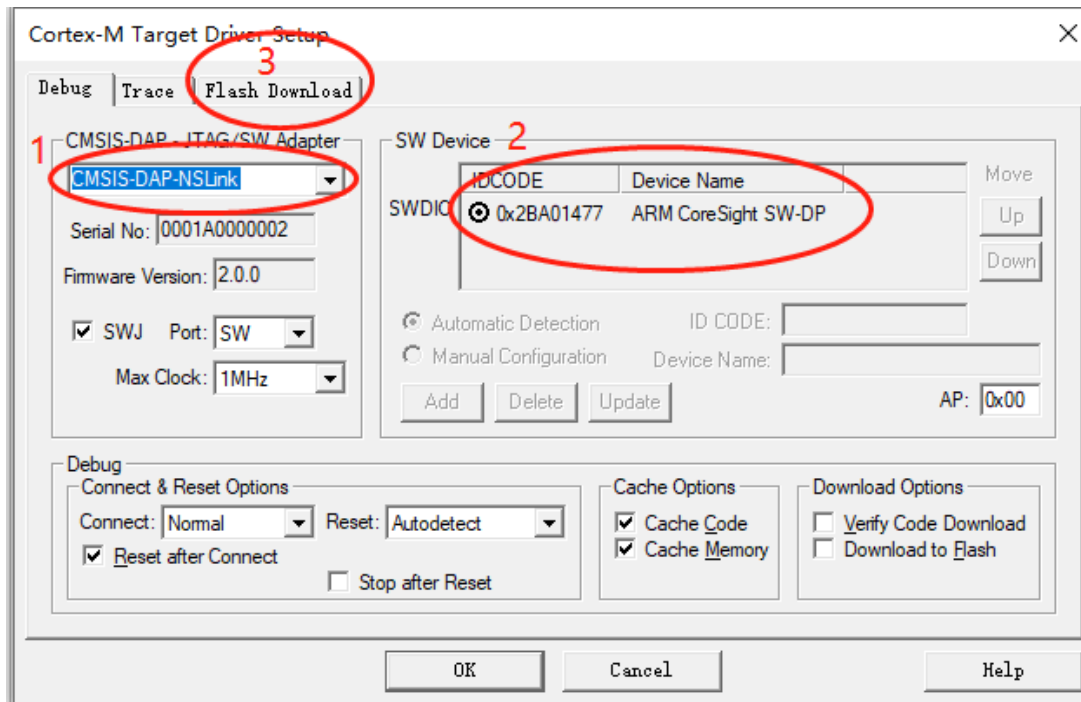 Cortex-M Target Driver Setup
3
Debug Trace Flash Download
1 CMSIS-DAP - JTAG/SW Adapter
CMSIS-DAP-NSLink
Serial No: 0001A0000002
Firmware Version: 2.0.0
SWJ Port: SW
Max Clock: 1MHz
SW Device 2
IDCODE Device Name
SWDIO 0x2BA01477 ARM CoreSight SW-DP
Move
Up
Down
Automatic Detection ID CODE:
Manual Configuration Device Name:
Add Delete Update AP: 0x00
Debug
Connect & Reset Options
Connect: Normal Reset: Autodetect
Reset after Connect
Stop after Reset
Cache Options
Cache Code
Cache Memory
Download Options
Verify Code Download
Download to Flash
OK Cancel Help